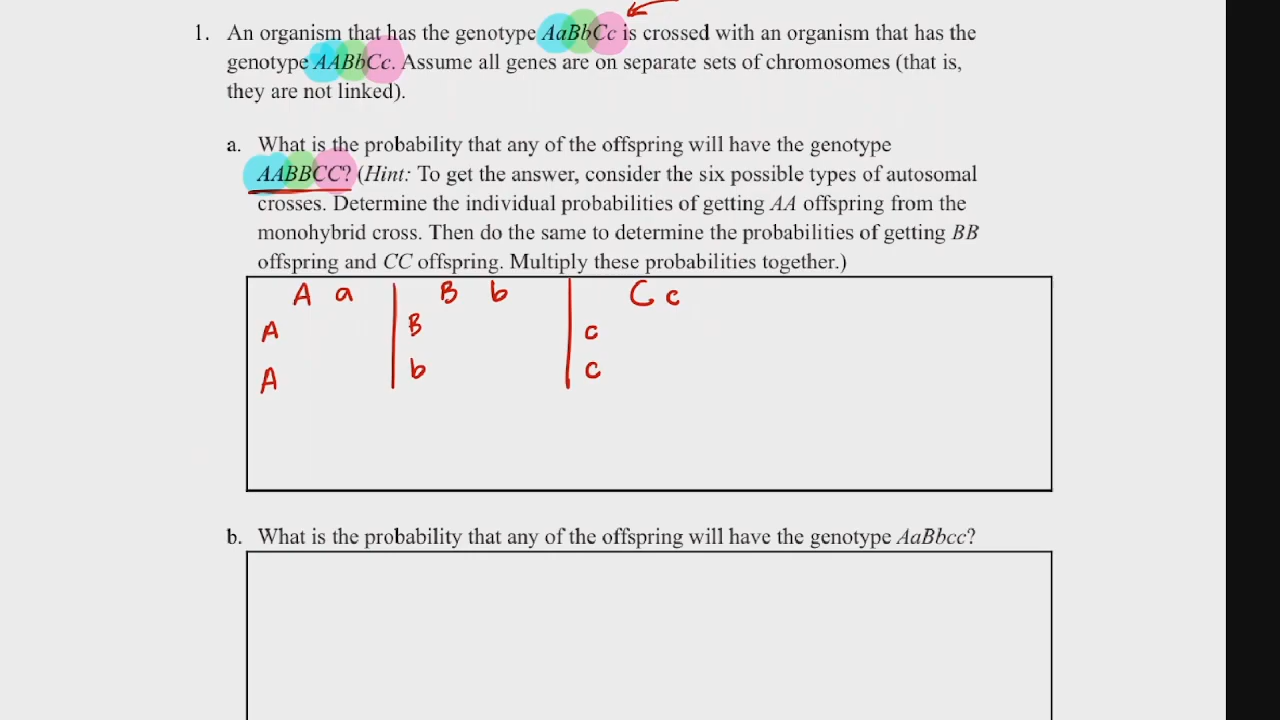 1. An organism that has the genotype AaBbCc is crossed with an organism that has the
genotype AABbCc. Assume all genes are on separate sets of chromosomes (that is,
they are not linked).
a. What is the probability that any of the offspring will have the genotype
AABBCC? (Hint: To get the answer, consider the six possible types of autosomal
crosses. Determine the individual probabilities of getting AA offspring from the
monohybrid cross. Then do the same to determine the probabilities of getting BB
offspring and CC offspring. Multiply these probabilities together.)
A a B b C c
A B c
A b c
b. What is the probability that any of the offspring will have the genotype AaBbcc?